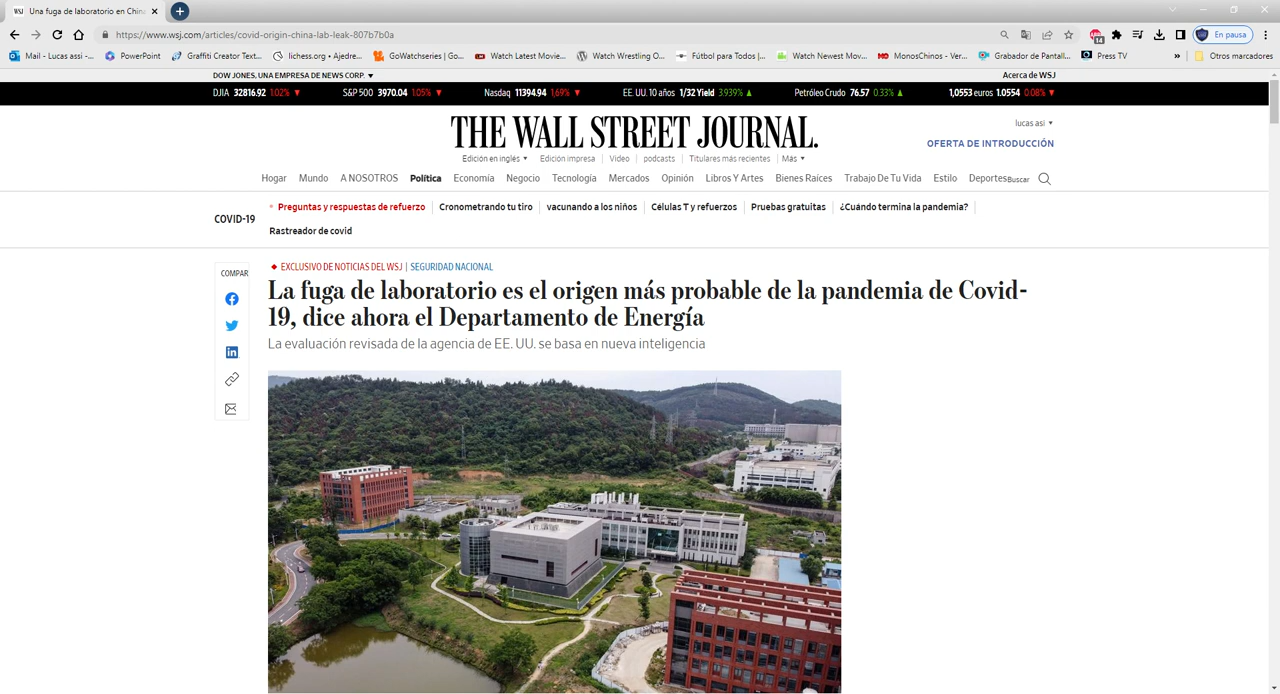 Una fuga de laboratorio en China
https://www.wsj.com/articles/covid-origin-china-lab-leak-807b7b0a
14
En pausa
Mail - Lucas assi -... PowerPoint Graffiti Creator Text... lichess.org • Ajedre... Gomunimeseries | Go... Watch Latest Movie... Watch Wrestling O... Fútbol para Todos |... Watch Newest Mov... MonosChinos - Ver... Grabador de Pantall... Press TV » Otros marcadores
DOW JONES, UNA EMPRESA DE NEWS CORP. Acerca de WSJ
DJIA 32816.92 1.02% S&P 500 3970.04 1.05% Nasdaq 11394.94 1,69% EE. UU. 10 años 1/32 Yield 3.939% Petróleo Crudo 76.57 0.33% 1,0553 euros 1.0554 0.08%
THE WALL STREET JOURNAL.
lucas asi
OFERTA DE INTRODUCCIÓN
Edición en inglés Edición impresa Video podcasts Titulares más recientes Más
Hogar Mundo A NOSOTROS Política Economía Negocio Tecnología Mercados Opinión Libros Y Artes Bienes Raíces Trabajo De Tu Vida Estilo Deportes Buscar
COVID-19
Preguntas y respuestas de refuerzo Cronometrando tu tiro vacunando a los niños Células T y refuerzos Pruebas gratuitas ¿Cuándo termina la pandemia?
Rastreador de covid
COMPAR
EXCLUSIVO DE NOTICIAS DEL WSJ | SEGURIDAD NACIONAL
La fuga de laboratorio es el origen más probable de la pandemia de Covid-
19, dice ahora el Departamento de Energía
La evaluación revisada de la agencia de EE. UU. se basa en nueva inteligencia